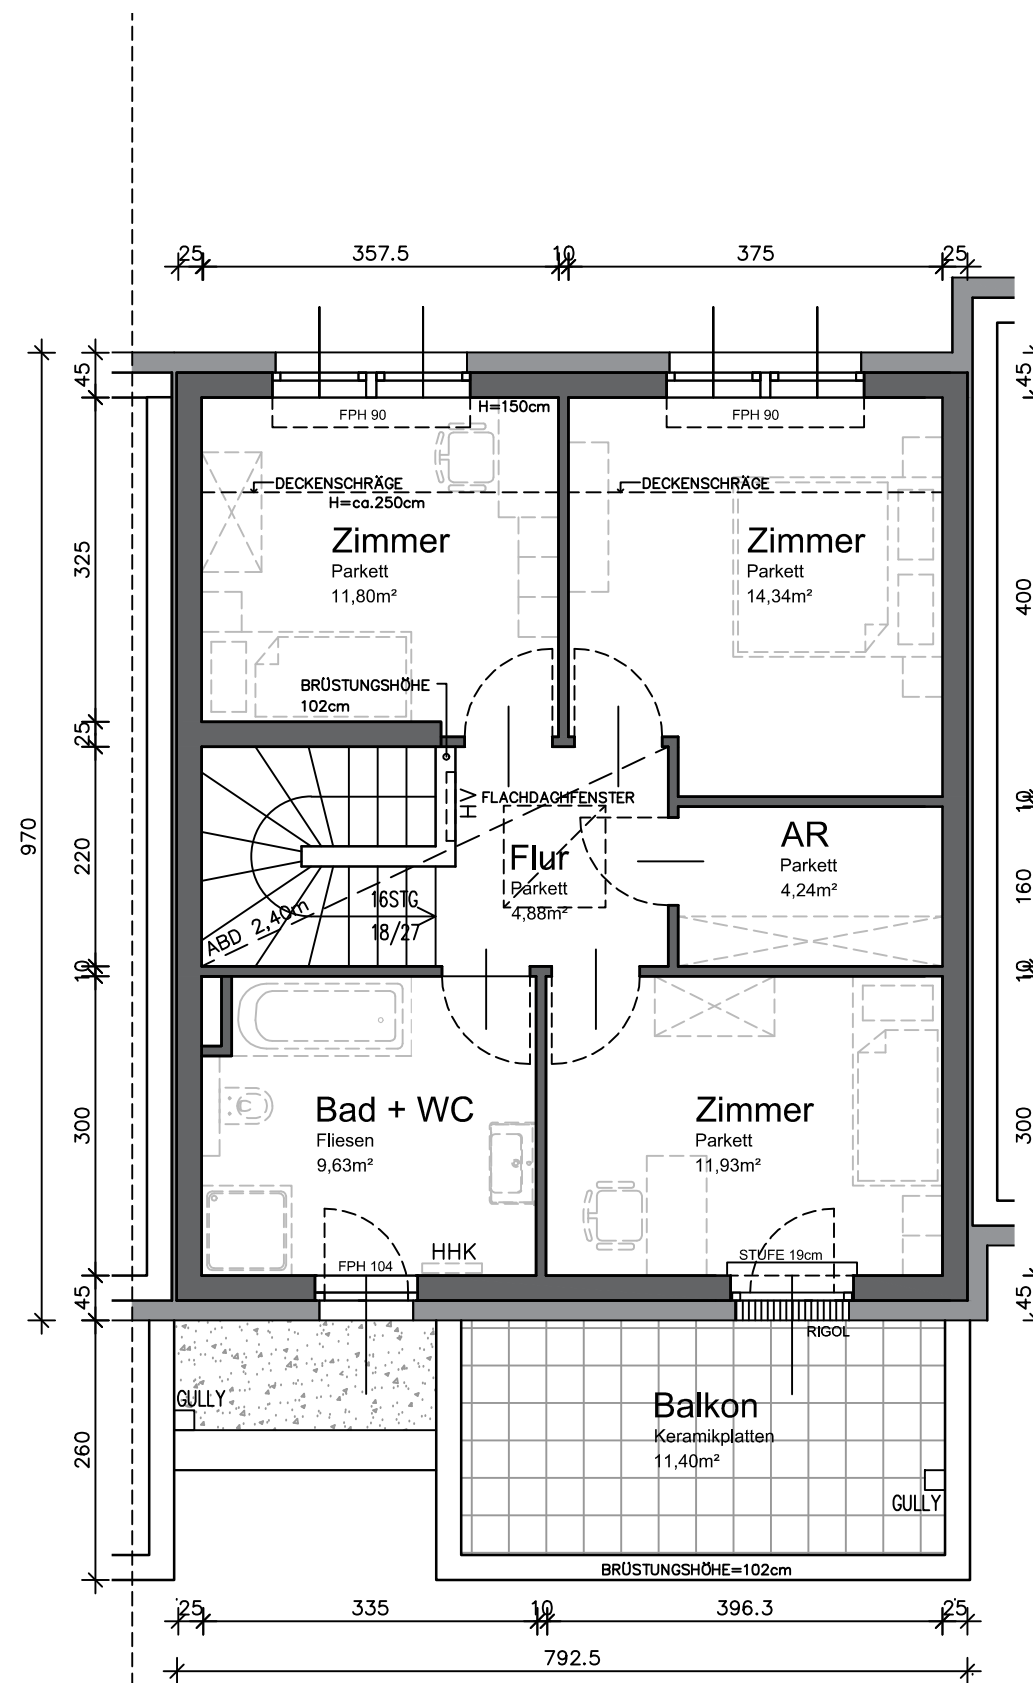 25
357.5
10
375
25
45
325
25
220
10
300
45
260
970
45
400
10
160
10
300
45
FPH 90
H=150cm
FPH 90
DECKENSCHRÄGE
H=ca.250cm
DECKENSCHRÄGE
Zimmer
Parkett
11,80m²
Zimmer
Parkett
14,34m²
BRÜSTUNGSHÖHE
102cm
HV
FLACHDACHFENSTER
Flur
Parkett
4,88m²
AR
Parkett
4,24m²
16STG
18/27
ABD 2,40m
Bad + WC
Fliesen
9,63m²
Zimmer
Parkett
11,93m²
HHK
FPH 104
STUFE 19cm
RIGOL
GULLY
Balkon
Keramikplatten
11,40m²
GULLY
BRÜSTUNGSHÖHE=102cm
25
335
10
396.3
25
792.5